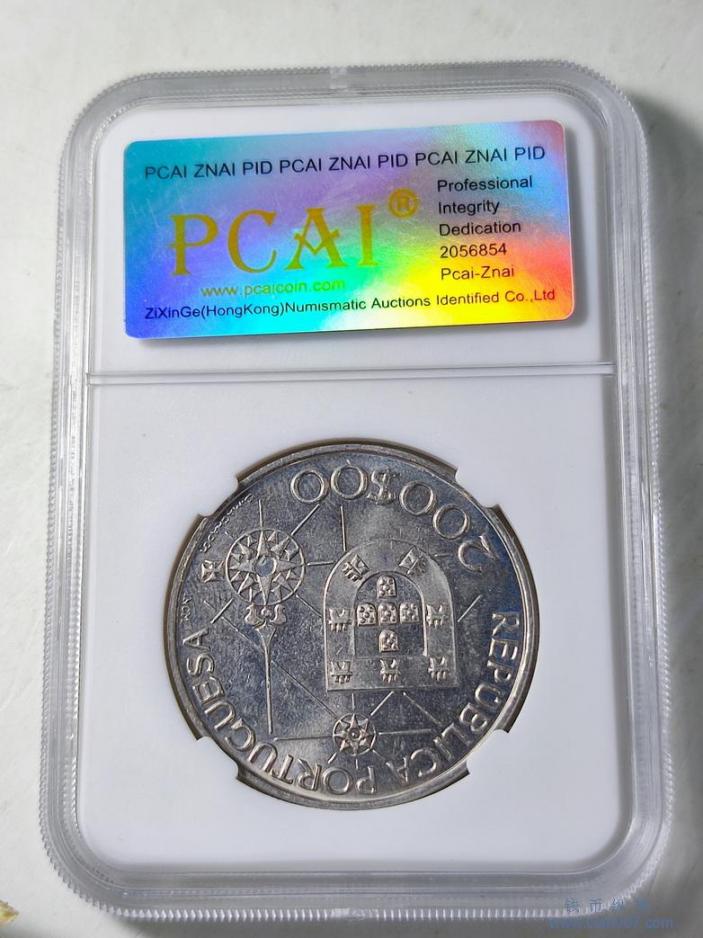 PCAI ZNAI PID PCAI ZNAI PID PCAI ZNAI PID
PCAI®
Professional
Integrity
Dedication
2056854
Pcai-Znai
www.pcaicoin.com
ZiXinGe(HongKong)Numismatic Auctions Identified Co.,Ltd
200$00
REPUBLICA PORTUGUESA